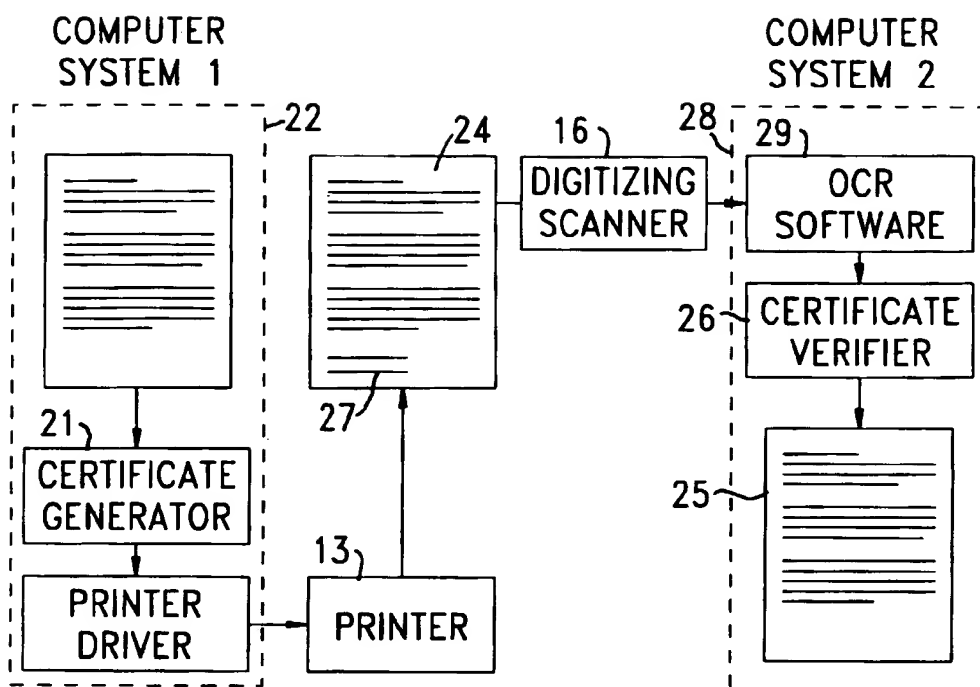 COMPUTER
SYSTEM 1
22
21
CERTIFICATE
GENERATOR
PRINTER
DRIVER
13
PRINTER
24
27
16
DIGITIZING
SCANNER
COMPUTER
SYSTEM 2
28
29
OCR
SOFTWARE
26
CERTIFICATE
VERIFIER
25